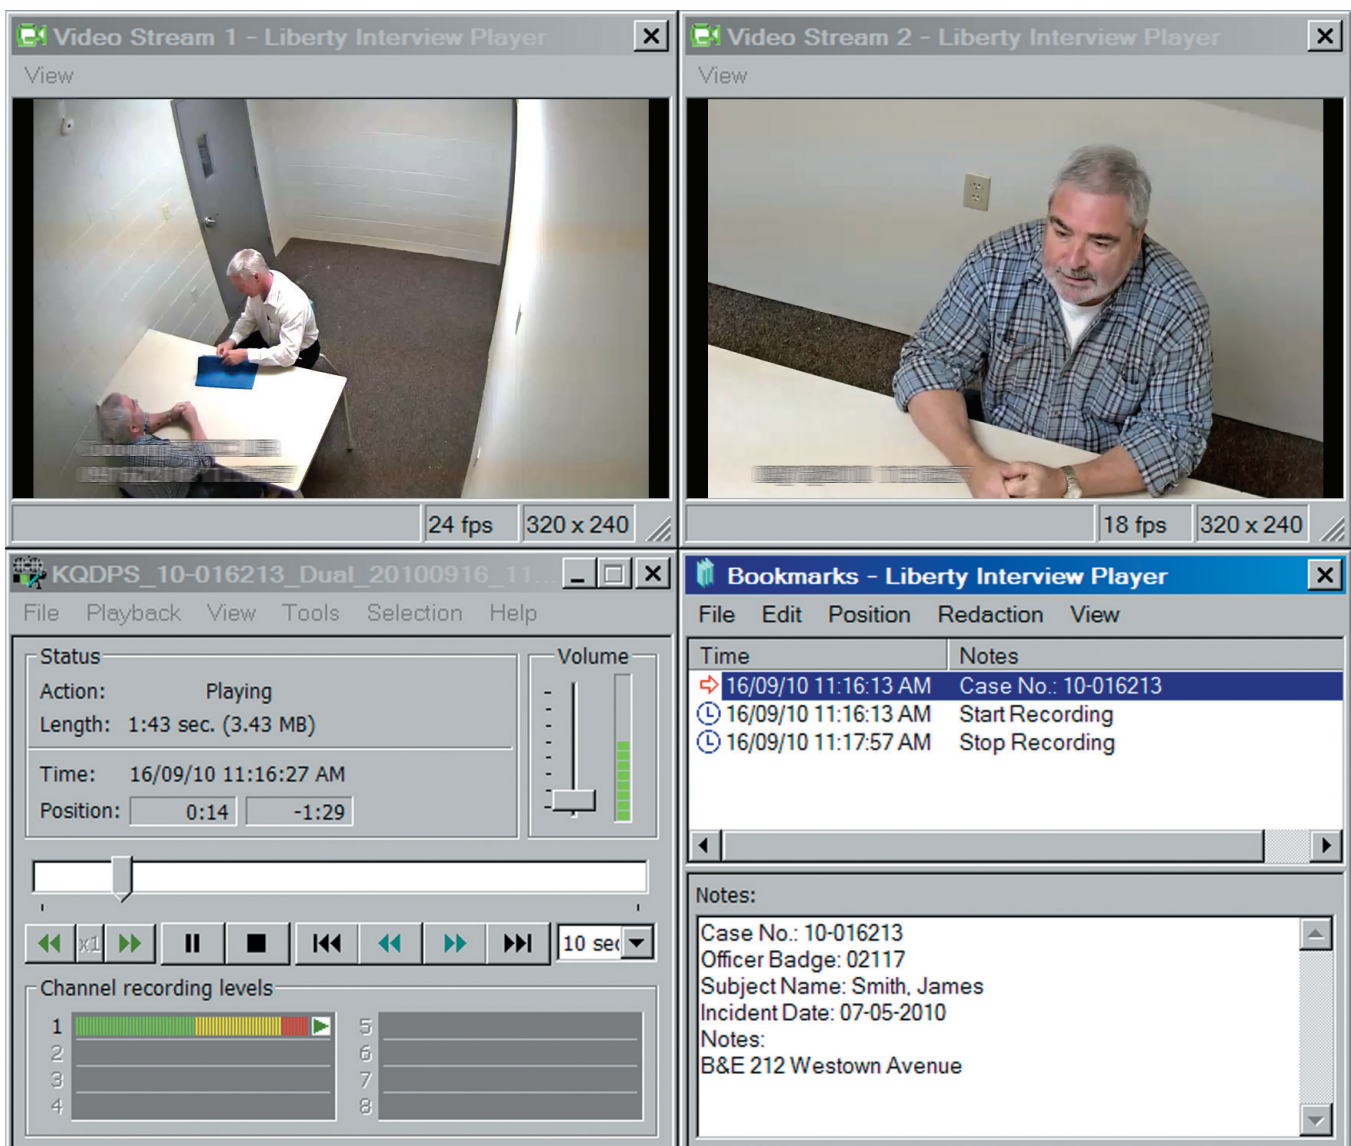 Video Stream 1 - Liberty Interview Player
View
24 fps
320 x 240
Video Stream 2 - Liberty Interview Player
View
18 fps
320 x 240
KQDPS_10-016213_Dual_20100916_11...
File Playback View Tools Selection Help
Status
Action: Playing
Length: 1:43 sec. (3.43 MB)
Time: 16/09/10 11:16:27 AM
Position: 0:14 -1:29
Volume
x1
10 sec
Channel recording levels
1 5
2 6
3 7
4 8
Bookmarks - Liberty Interview Player
File Edit Position Redaction View
Time Notes
16/09/10 11:16:13 AM Case No.: 10-016213
16/09/10 11:16:13 AM Start Recording
16/09/10 11:17:57 AM Stop Recording
Notes:
Case No.: 10-016213
Officer Badge: 02117
Subject Name: Smith, James
Incident Date: 07-05-2010
Notes:
B&E 212 Westown Avenue